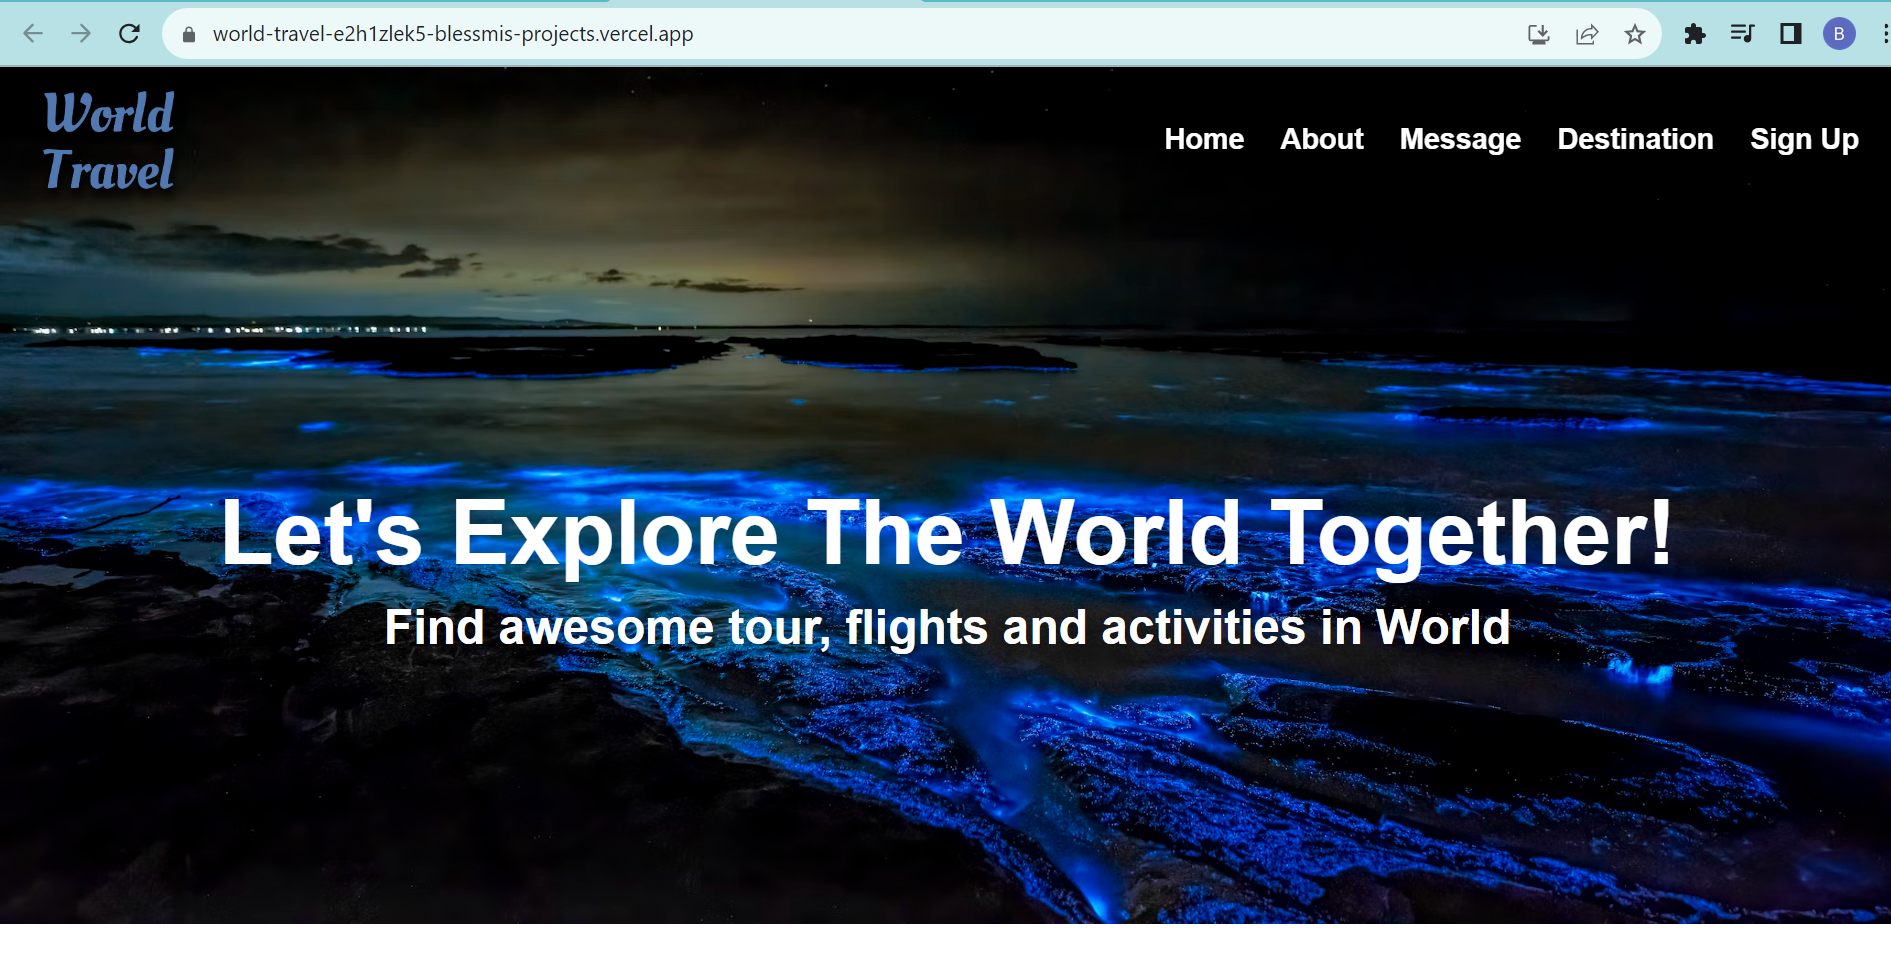 world-travel-e2h1zlek5-blessmis-projects.vercel.app
B
World
Travel
Home About Message Destination Sign Up
Let's Explore The World Together!
Find awesome tour, flights and activities in World